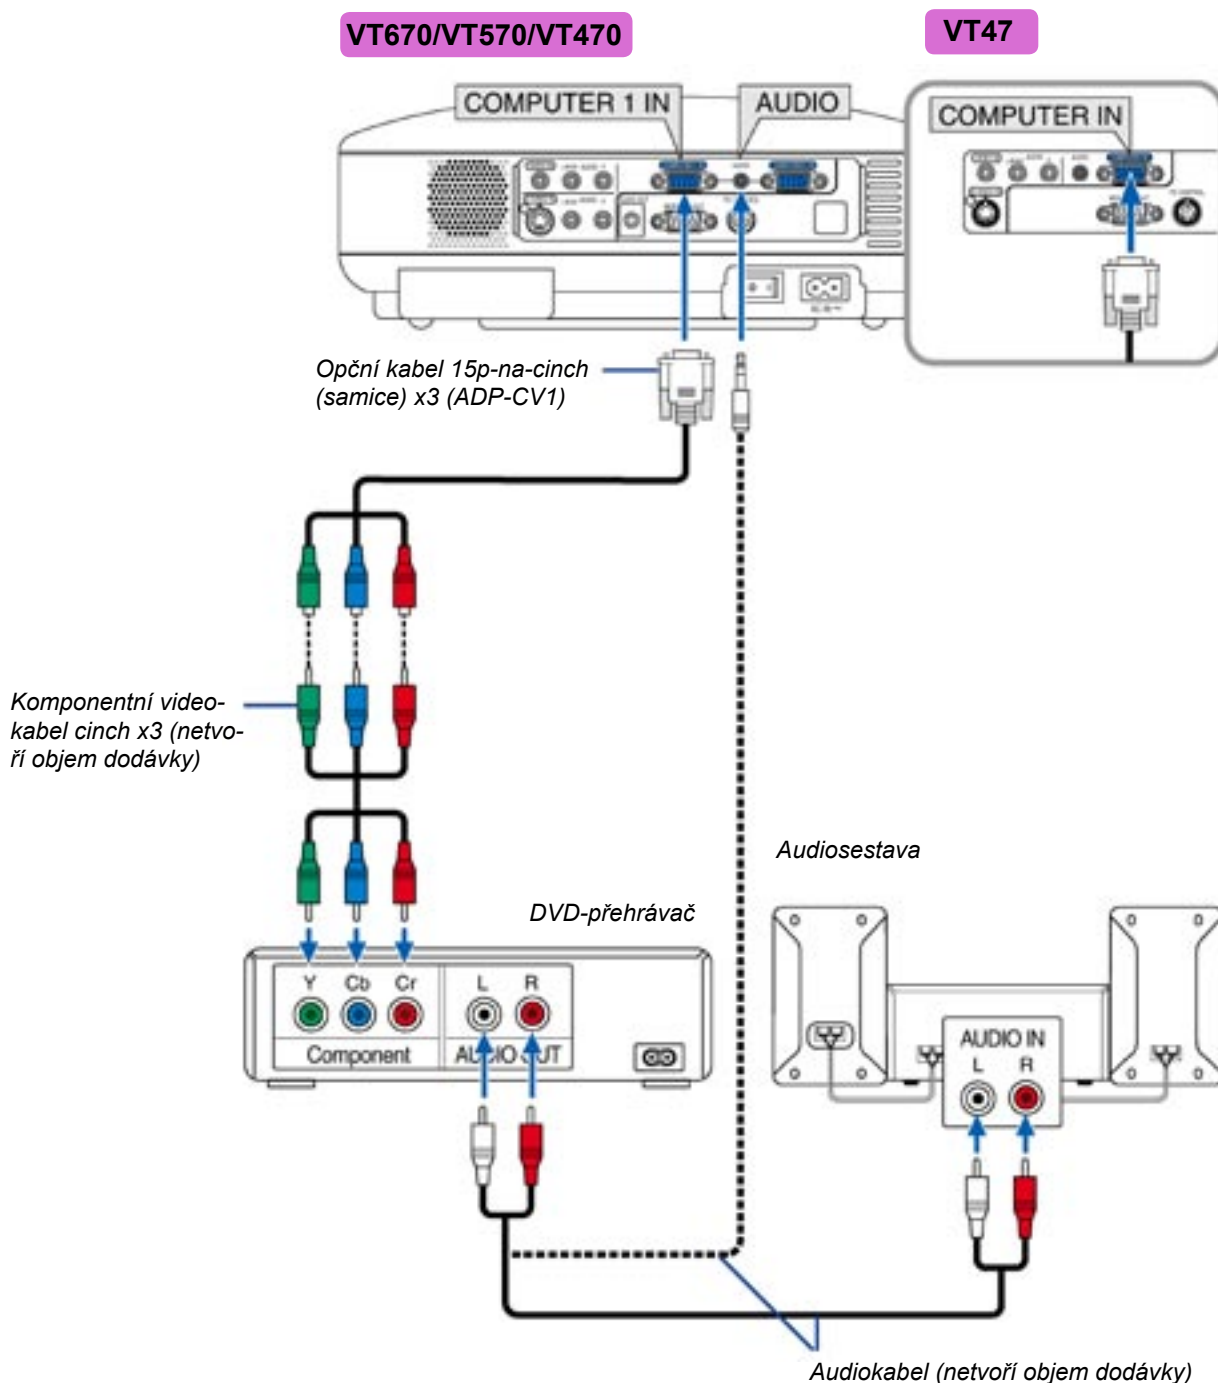 VT670/VT570/VT470
VT47
COMPUTER 1 IN
AUDIO
COMPUTER IN
Opční kabel 15p-na-cinch
(samice) x3 (ADP-CV1)
Komponentní video-
kabel cinch x3 (netvo-
ří objem dodávky)
Audiosestava
DVD-přehrávač
Y Cb Cr
L R
Component
AUDIO OUT
AUDIO IN
L R
Audiokabel (netvoří objem dodávky)